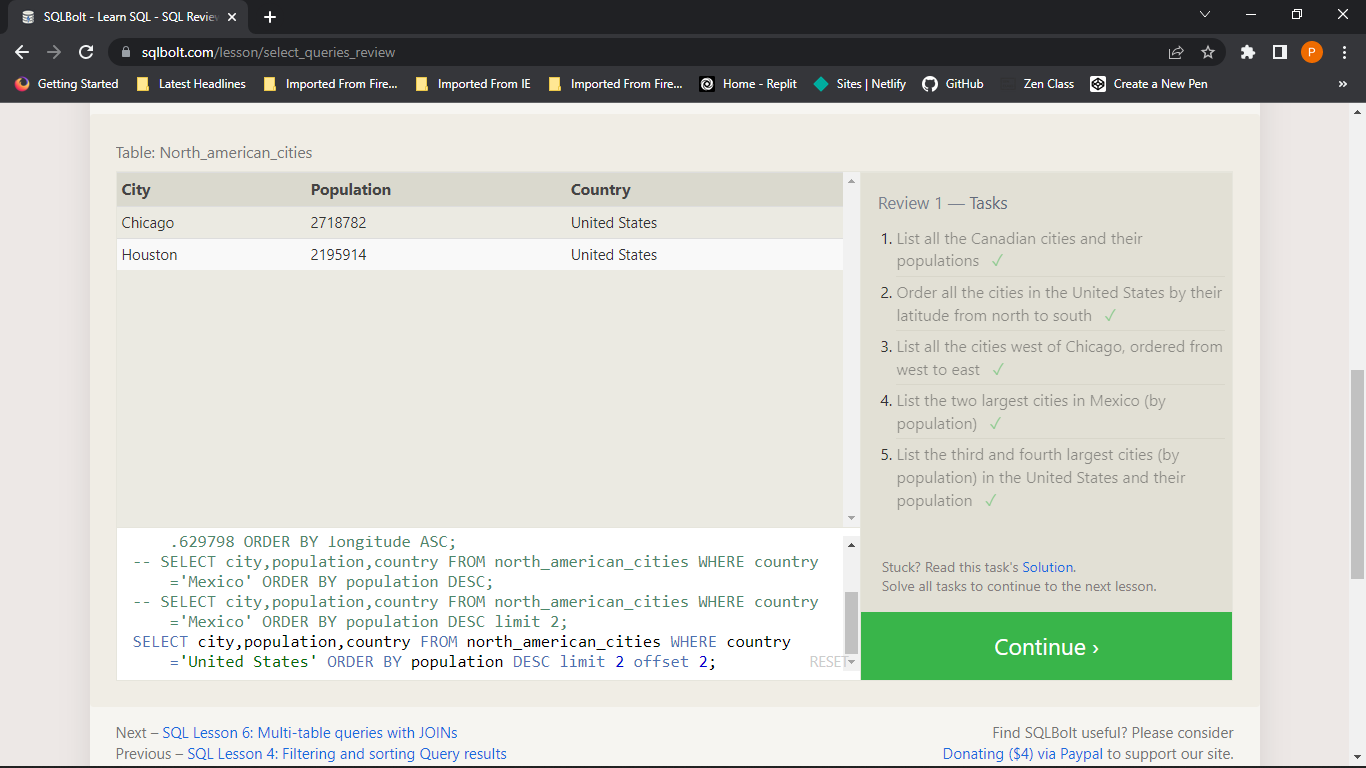 SQLBolt - Learn SQL - SQL Review
sqlbolt.com/lesson/select_queries_review
P
Getting Started
Latest Headlines
Imported From Fire...
Imported From IE
Imported From Fire...
Home - Replit
Sites | Netlify
GitHub
Zen Class
Create a New Pen
»
Table: North_american_cities
City Population Country
Chicago 2718782 United States
Houston 2195914 United States
Review 1 — Tasks
1. List all the Canadian cities and their
populations ✓
2. Order all the cities in the United States by their
latitude from north to south ✓
3. List all the cities west of Chicago, ordered from
west to east ✓
4. List the two largest cities in Mexico (by
population) ✓
5. List the third and fourth largest cities (by
population) in the United States and their
population ✓
.629798 ORDER BY longitude ASC;
-- SELECT city,population,country FROM north_american_cities WHERE country
='Mexico' ORDER BY population DESC;
-- SELECT city,population,country FROM north_american_cities WHERE country
='Mexico' ORDER BY population DESC limit 2;
SELECT city,population,country FROM north_american_cities WHERE country
='United States' ORDER BY population DESC limit 2 offset 2;
RESET
Stuck? Read this task's Solution.
Solve all tasks to continue to the next lesson.
Continue ›
Next – SQL Lesson 6: Multi-table queries with JOINs
Previous – SQL Lesson 4: Filtering and sorting Query results
Find SQLBolt useful? Please consider
Donating ($4) via Paypal to support our site.